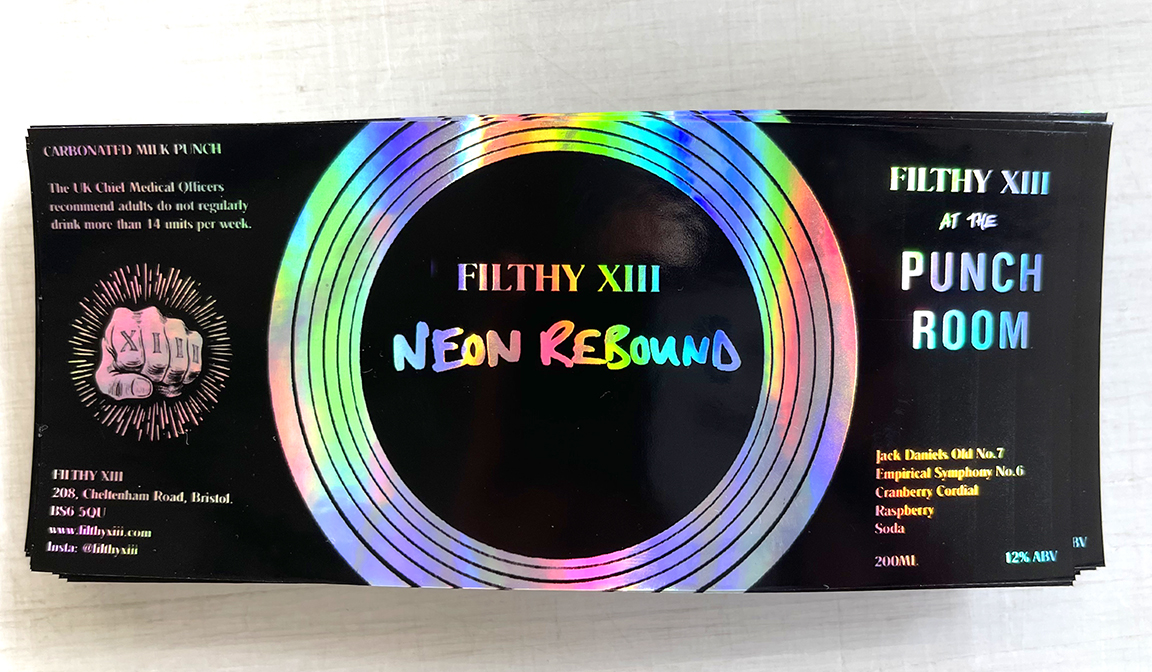 CARBONATED MILK PUNCH
The UK Chief Medical Officers
recommend adults do not regularly
drink more than 14 units per week.
XIII
FILTHY XIII
208, Cheltenham Road, Bristol.
BS6 5QU
www.filthyxiii.com
Insta: @filthyxiii
FILTHY XIII
NEON REBOUND
FILTHY XIII
AT THE
PUNCH
ROOM
Jack Daniels Old No.7
Empirical Symphony No.6
Cranberry Cordial
Raspberry
Soda
200ML
12% ABV
BV